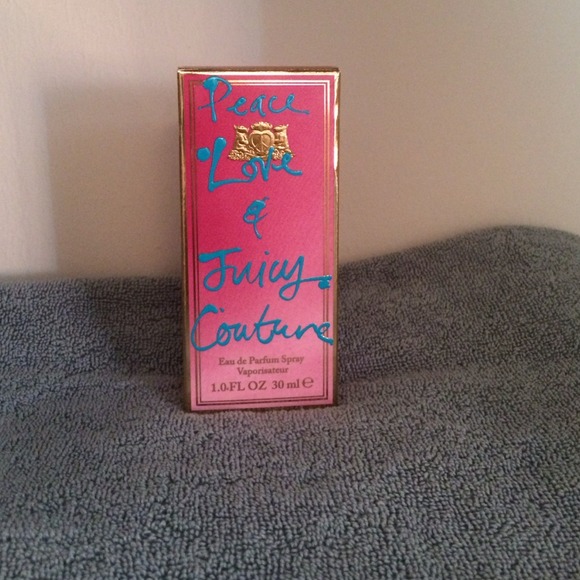 Peace
Love
&
Juicy
Couture
Eau de Parfum Spray
Vaporisateur
1.0 FL OZ 30 ml ℮